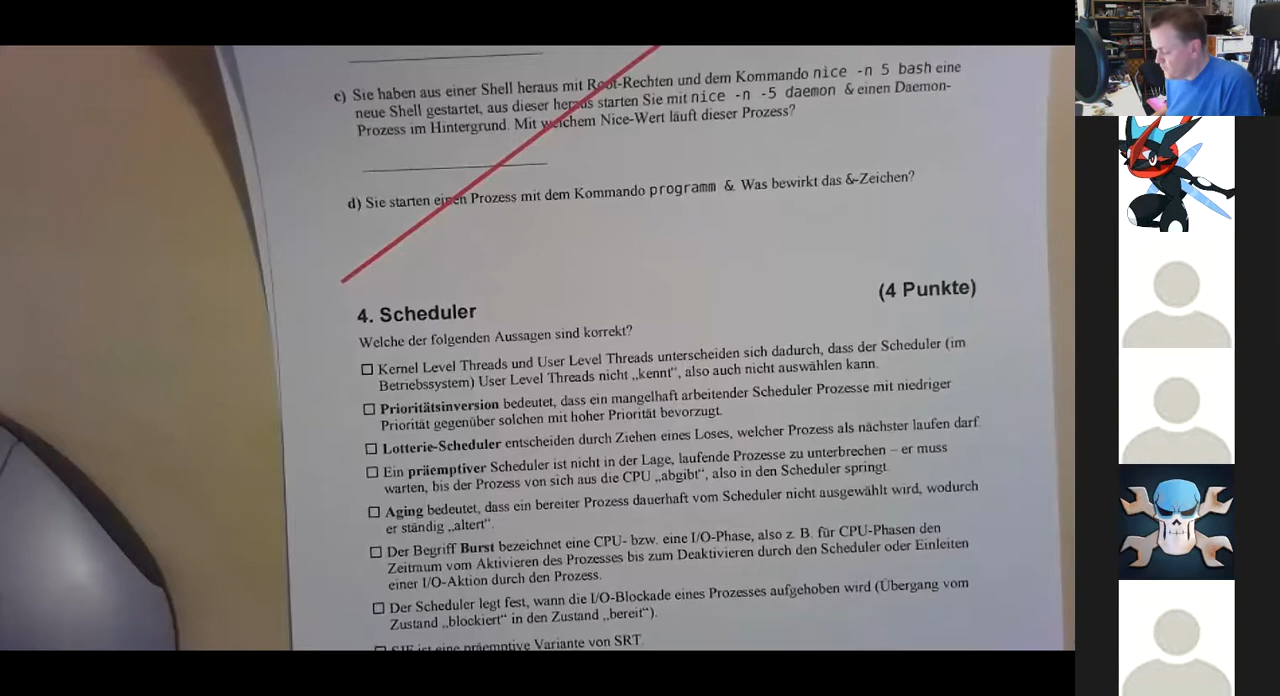 c) Sie haben aus einer Shell heraus mit Root-Rechten und dem Kommando nice -n 5 bash eine
neue Shell gestartet, aus dieser heraus starten Sie mit nice -n -5 daemon & einen Daemon-
Prozess im Hintergrund. Mit welchem Nice-Wert läuft dieser Prozess?
d) Sie starten einen Prozess mit dem Kommando programm &. Was bewirkt das &-Zeichen?
4. Scheduler (4 Punkte)
Welche der folgenden Aussagen sind korrekt?
☐ Kernel Level Threads und User Level Threads unterscheiden sich dadurch, dass der Scheduler (im
Betriebssystem) User Level Threads nicht „kennt“, also auch nicht auswählen kann.
☐ Prioritätsinversion bedeutet, dass ein mangelhaft arbeitender Scheduler Prozesse mit niedriger
Priorität gegenüber solchen mit hoher Priorität bevorzugt.
☐ Lotterie-Scheduler entscheiden durch Ziehen eines Loses, welcher Prozess als nächster laufen darf.
☐ Ein präemptiver Scheduler ist nicht in der Lage, laufende Prozesse zu unterbrechen – er muss
warten, bis der Prozess von sich aus die CPU „abgibt“, also in den Scheduler springt.
☐ Aging bedeutet, dass ein bereiter Prozess dauerhaft vom Scheduler nicht ausgewählt wird, wodurch
er ständig „altert“.
☐ Der Begriff Burst bezeichnet eine CPU- bzw. eine I/O-Phase, also z. B. für CPU-Phasen den
Zeitraum vom Aktivieren des Prozesses bis zum Deaktivieren durch den Scheduler oder Einleiten
einer I/O-Aktion durch den Prozess.
☐ Der Scheduler legt fest, wann die I/O-Blockade eines Prozesses aufgehoben wird (Übergang vom
Zustand „blockiert“ in den Zustand „bereit“).
☐ SJF ist eine präemptive Variante von SRT.